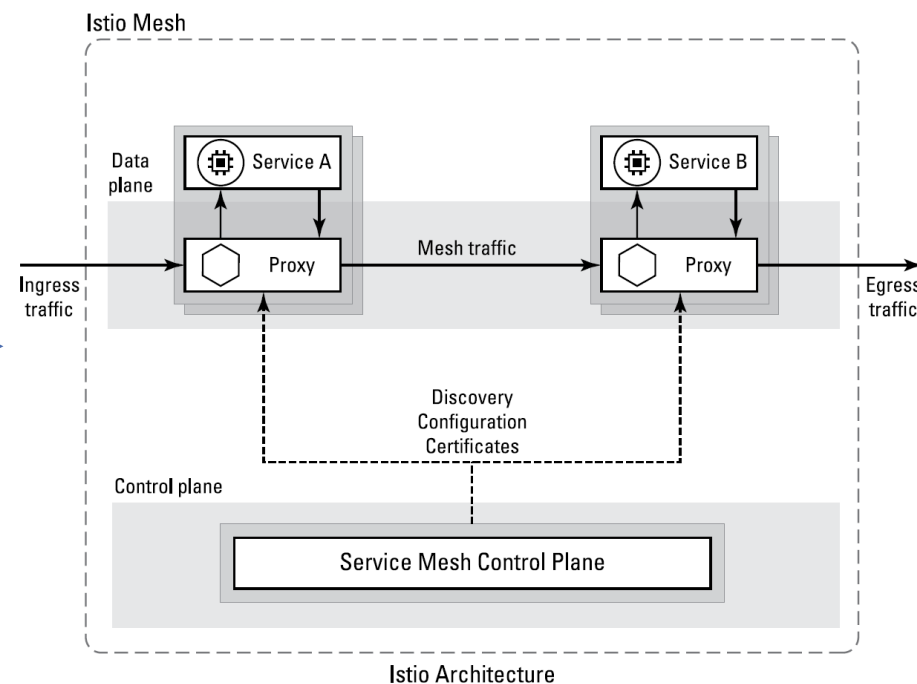 Istio Mesh
Data
plane
Service A
Service B
Proxy
Mesh traffic
Proxy
Ingress
traffic
Egress
traffic
Discovery
Configuration
Certificates
Control plane
Service Mesh Control Plane
Istio Architecture